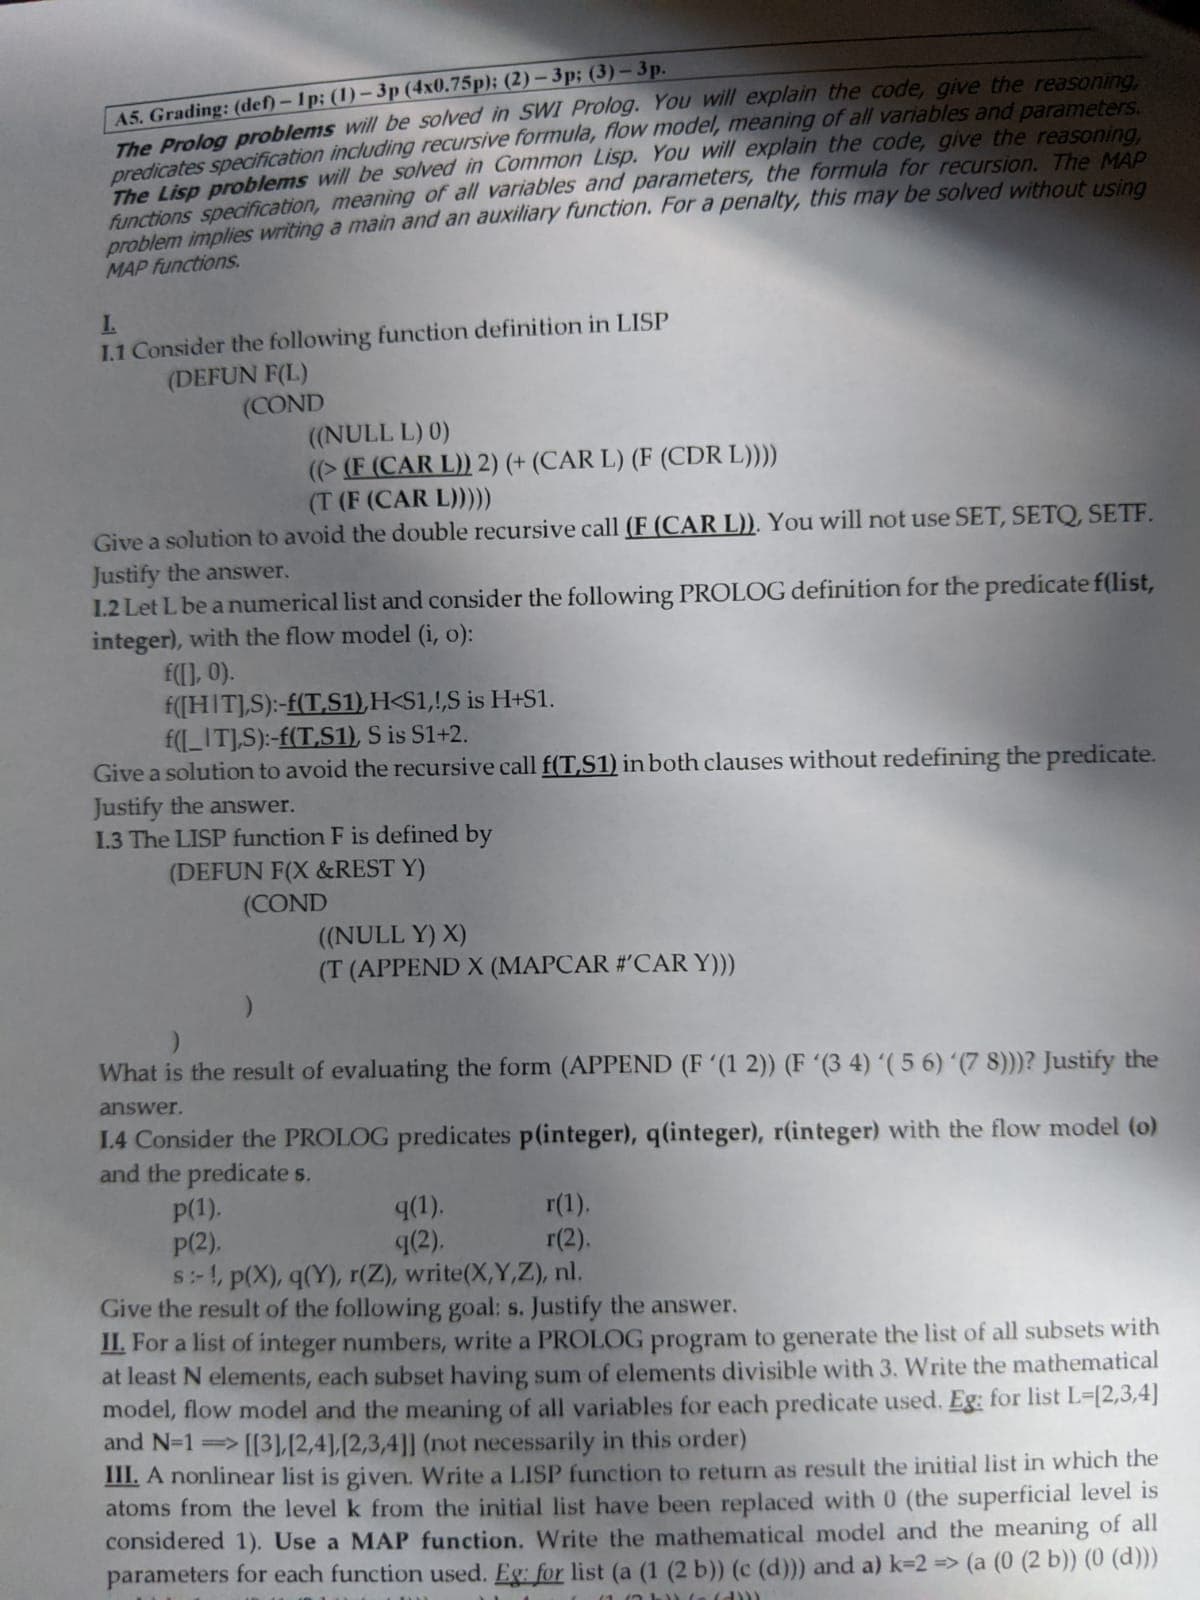 A5. Grading: (def) – 1p; (1) – 3p (4x0.75p); (2) – 3p; (3) – 3p.
The Prolog problems will be solved in SWI Prolog. You will explain the code, give the reasoning,
predicates specification including recursive formula, flow model, meaning of all variables and parameters.
The Lisp problems will be solved in Common Lisp. You will explain the code, give the reasoning,
functions specification, meaning of all variables and parameters, the formula for recursion. The MAP
problem implies writing a main and an auxiliary function. For a penalty, this may be solved without using
MAP functions.
I.
I.1 Consider the following function definition in LISP
(DEFUN F(L)
(COND
((NULL L) 0)
((> (F (CAR L)) 2) (+ (CAR L) (F (CDR L))))
(T (F (CAR L)))))
Give a solution to avoid the double recursive call (F (CAR L)). You will not use SET, SETQ, SETF.
Justify the answer.
I.2 Let L be a numerical list and consider the following PROLOG definition for the predicate f(list,
integer), with the flow model (i, o):
f([], 0).
f([H|T],S):-f(T,S1),H<S1,!,S is H+S1.
f([_|T],S):-f(T,S1), S is S1+2.
Give a solution to avoid the recursive call f(T,S1) in both clauses without redefining the predicate.
Justify the answer.
I.3 The LISP function F is defined by
(DEFUN F(X &REST Y)
(COND
((NULL Y) X)
(T (APPEND X (MAPCAR #'CAR Y)))
)
)
What is the result of evaluating the form (APPEND (F '(1 2)) (F '(3 4) '( 5 6) '(7 8)))? Justify the
answer.
I.4 Consider the PROLOG predicates p(integer), q(integer), r(integer) with the flow model (o)
and the predicate s.
p(1). q(1). r(1).
p(2). q(2). r(2).
s :- !, p(X), q(Y), r(Z), write(X,Y,Z), nl.
Give the result of the following goal: s. Justify the answer.
II. For a list of integer numbers, write a PROLOG program to generate the list of all subsets with
at least N elements, each subset having sum of elements divisible with 3. Write the mathematical
model, flow model and the meaning of all variables for each predicate used. Eg: for list L=[2,3,4]
and N=1 ⟹ [[3],[2,4],[2,3,4]] (not necessarily in this order)
III. A nonlinear list is given. Write a LISP function to return as result the initial list in which the
atoms from the level k from the initial list have been replaced with 0 (the superficial level is
considered 1). Use a MAP function. Write the mathematical model and the meaning of all
parameters for each function used. Eg: for list (a (1 (2 b)) (c (d))) and a) k=2 => (a (0 (2 b)) (0 (d)))